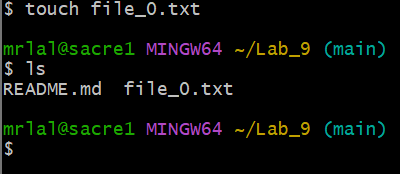 $ touch file_0.txt
mrlal@sacre1 MINGW64 ~/Lab_9 (main)
$ ls
README.md  file_0.txt
mrlal@sacre1 MINGW64 ~/Lab_9 (main)
$